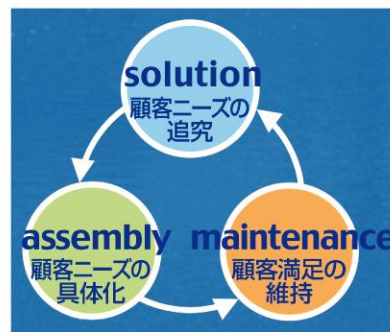 solution
顧客ニーズの
追究
assembly
顧客ニーズの
具体化
maintenance
顧客満足の
維持